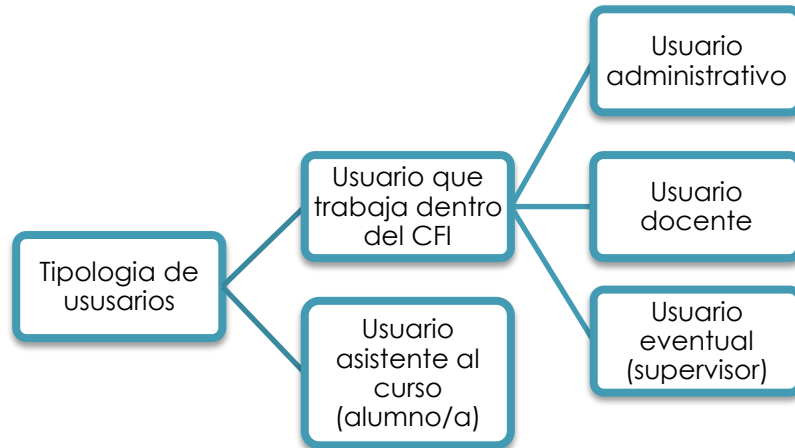 Tipologia de
ususarios
Usuario que
trabaja dentro
del CFI
Usuario
asistente al
curso
(alumno/a)
Usuario
administrativo
Usuario
docente
Usuario
eventual
(supervisor)